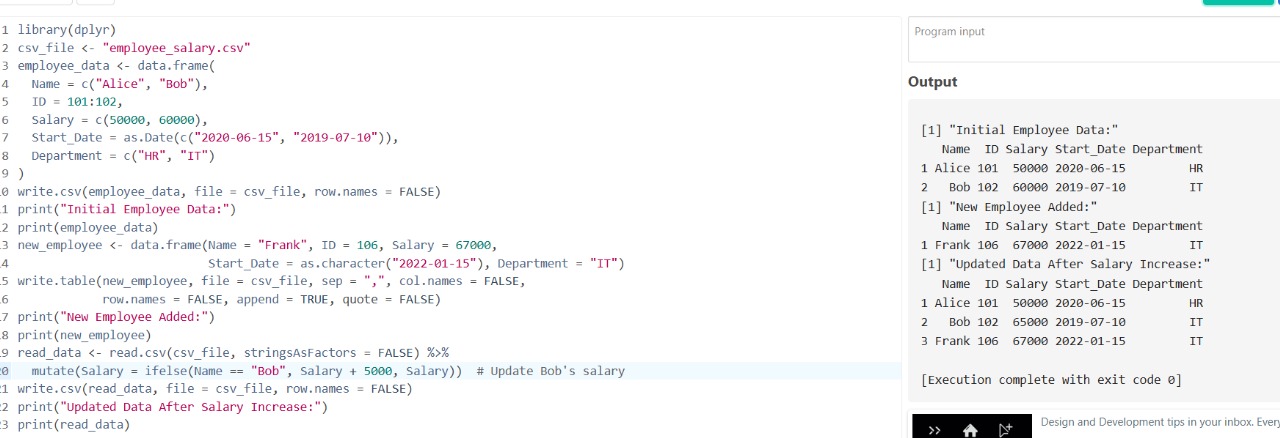 1 library(dplyr)
2 csv_file <- "employee_salary.csv"
3 employee_data <- data.frame(
4   Name = c("Alice", "Bob"),
5   ID = 101:102,
6   Salary = c(50000, 60000),
7   Start_Date = as.Date(c("2020-06-15", "2019-07-10")),
8   Department = c("HR", "IT")
9 )
0 write.csv(employee_data, file = csv_file, row.names = FALSE)
1 print("Initial Employee Data:")
2 print(employee_data)
3 new_employee <- data.frame(Name = "Frank", ID = 106, Salary = 67000,
4                            Start_Date = as.character("2022-01-15"), Department = "IT")
5 write.table(new_employee, file = csv_file, sep = ",", col.names = FALSE,
6             row.names = FALSE, append = TRUE, quote = FALSE)
7 print("New Employee Added:")
8 print(new_employee)
9 read_data <- read.csv(csv_file, stringsAsFactors = FALSE) %>%
0   mutate(Salary = ifelse(Name == "Bob", Salary + 5000, Salary))  # Update Bob's salary
1 write.csv(read_data, file = csv_file, row.names = FALSE)
2 print("Updated Data After Salary Increase:")
3 print(read_data)
Program input
Output
[1] "Initial Employee Data:"
   Name  ID Salary Start_Date Department
1 Alice 101  50000 2020-06-15         HR
2   Bob 102  60000 2019-07-10         IT
[1] "New Employee Added:"
   Name  ID Salary Start_Date Department
1 Frank 106  67000 2022-01-15         IT
[1] "Updated Data After Salary Increase:"
   Name  ID Salary Start_Date Department
1 Alice 101  50000 2020-06-15         HR
2   Bob 102  65000 2019-07-10         IT
3 Frank 106  67000 2022-01-15         IT
[Execution complete with exit code 0]
Design and Development tips in your inbox. Every